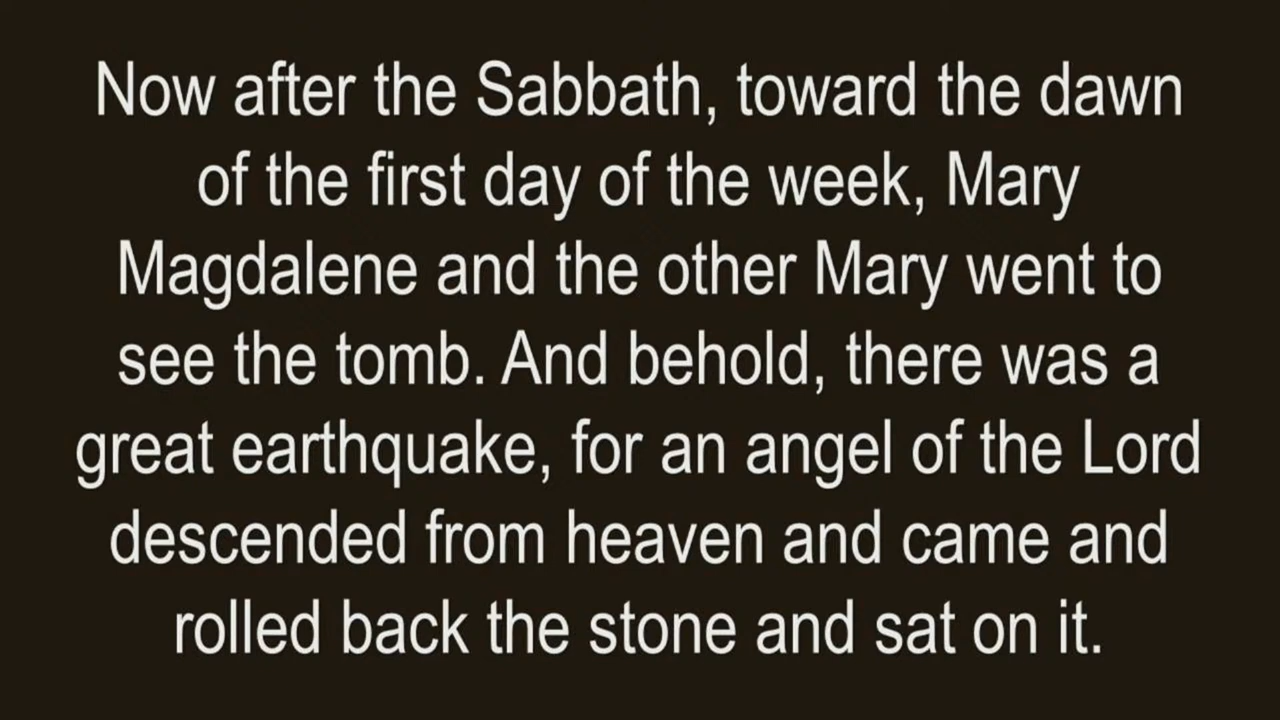 Now after the Sabbath, toward the dawn
of the first day of the week, Mary
Magdalene and the other Mary went to
see the tomb. And behold, there was a
great earthquake, for an angel of the Lord
descended from heaven and came and
rolled back the stone and sat on it.